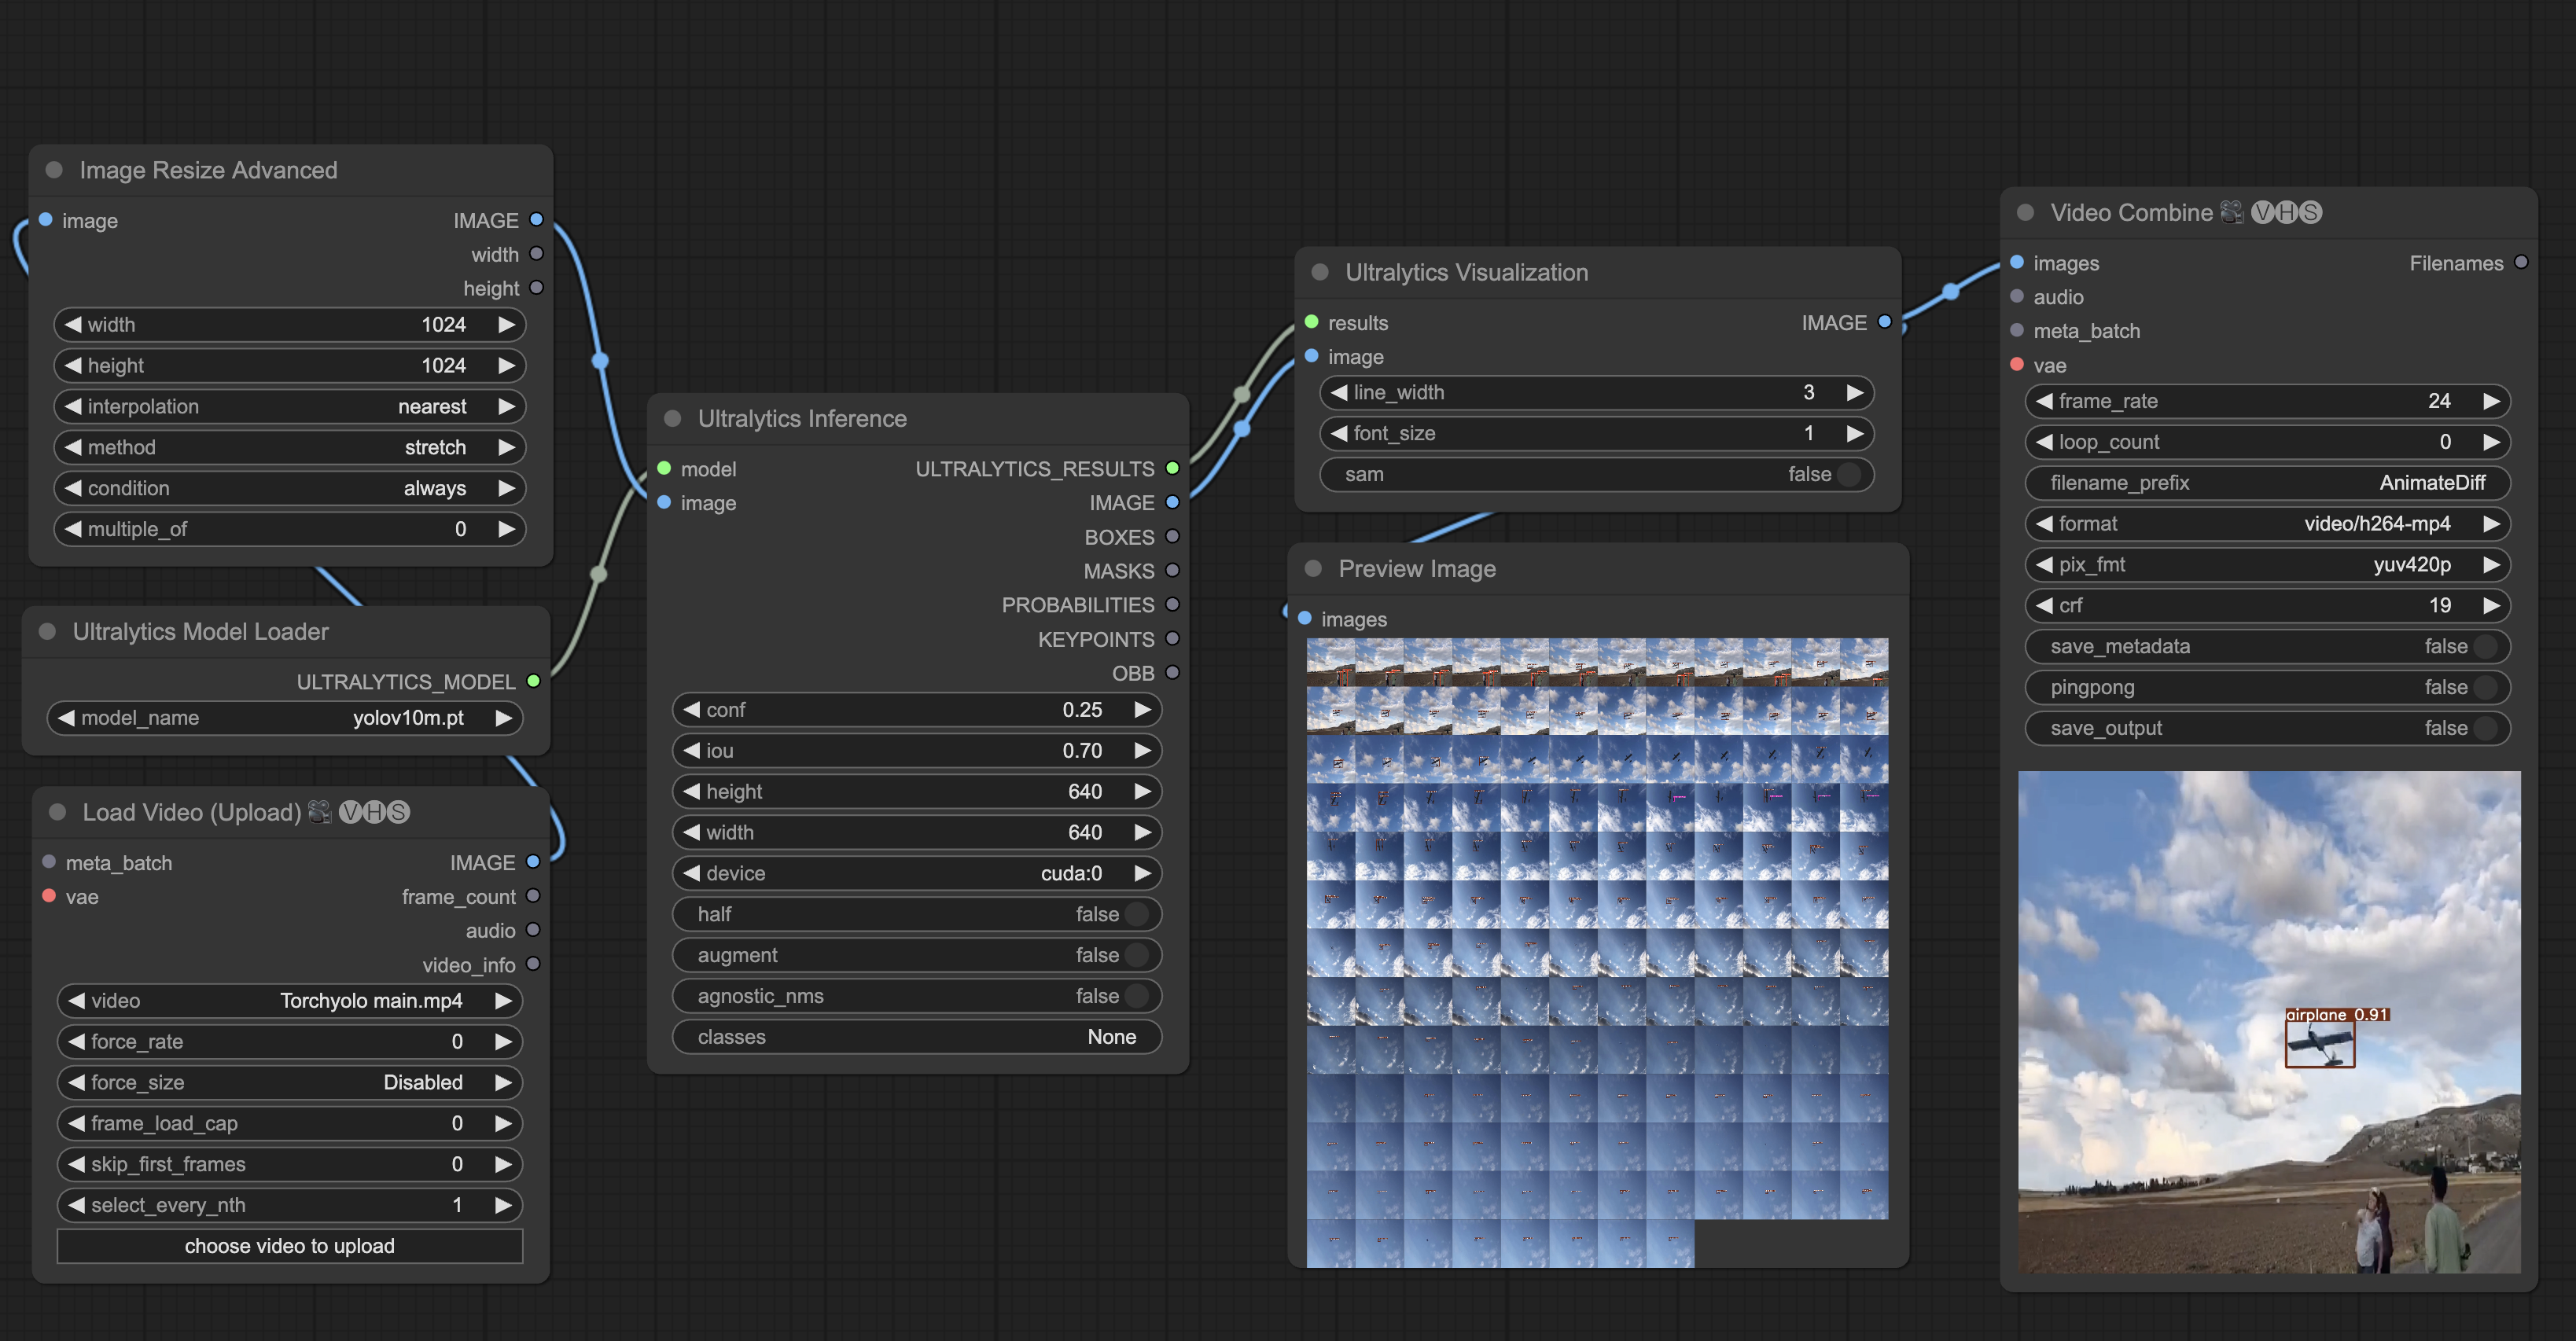 Image Resize Advanced
image IMAGE
width
height
width 1024
height 1024
interpolation nearest
method stretch
condition always
multiple_of 0
Ultralytics Model Loader
ULTRALYTICS_MODEL
model_name yolov10m.pt
Load Video (Upload) 🎥 VHS
meta_batch IMAGE
vae frame_count
audio
video_info
video Torchyolo main.mp4
force_rate 0
force_size Disabled
frame_load_cap 0
skip_first_frames 0
select_every_nth 1
choose video to upload
Ultralytics Inference
model ULTRALYTICS_RESULTS
image IMAGE
BOXES
MASKS
PROBABILITIES
KEYPOINTS
OBB
conf 0.25
iou 0.70
height 640
width 640
device cuda:0
half false
augment false
agnostic_nms false
classes None
Ultralytics Visualization
results IMAGE
image
line_width 3
font_size 1
sam false
Preview Image
images
Video Combine 🎥 VHS
images Filenames
audio
meta_batch
vae
frame_rate 24
loop_count 0
filename_prefix AnimateDiff
format video/h264-mp4
pix_fmt yuv420p
crf 19
save_metadata false
pingpong false
save_output false
airplane 0.91